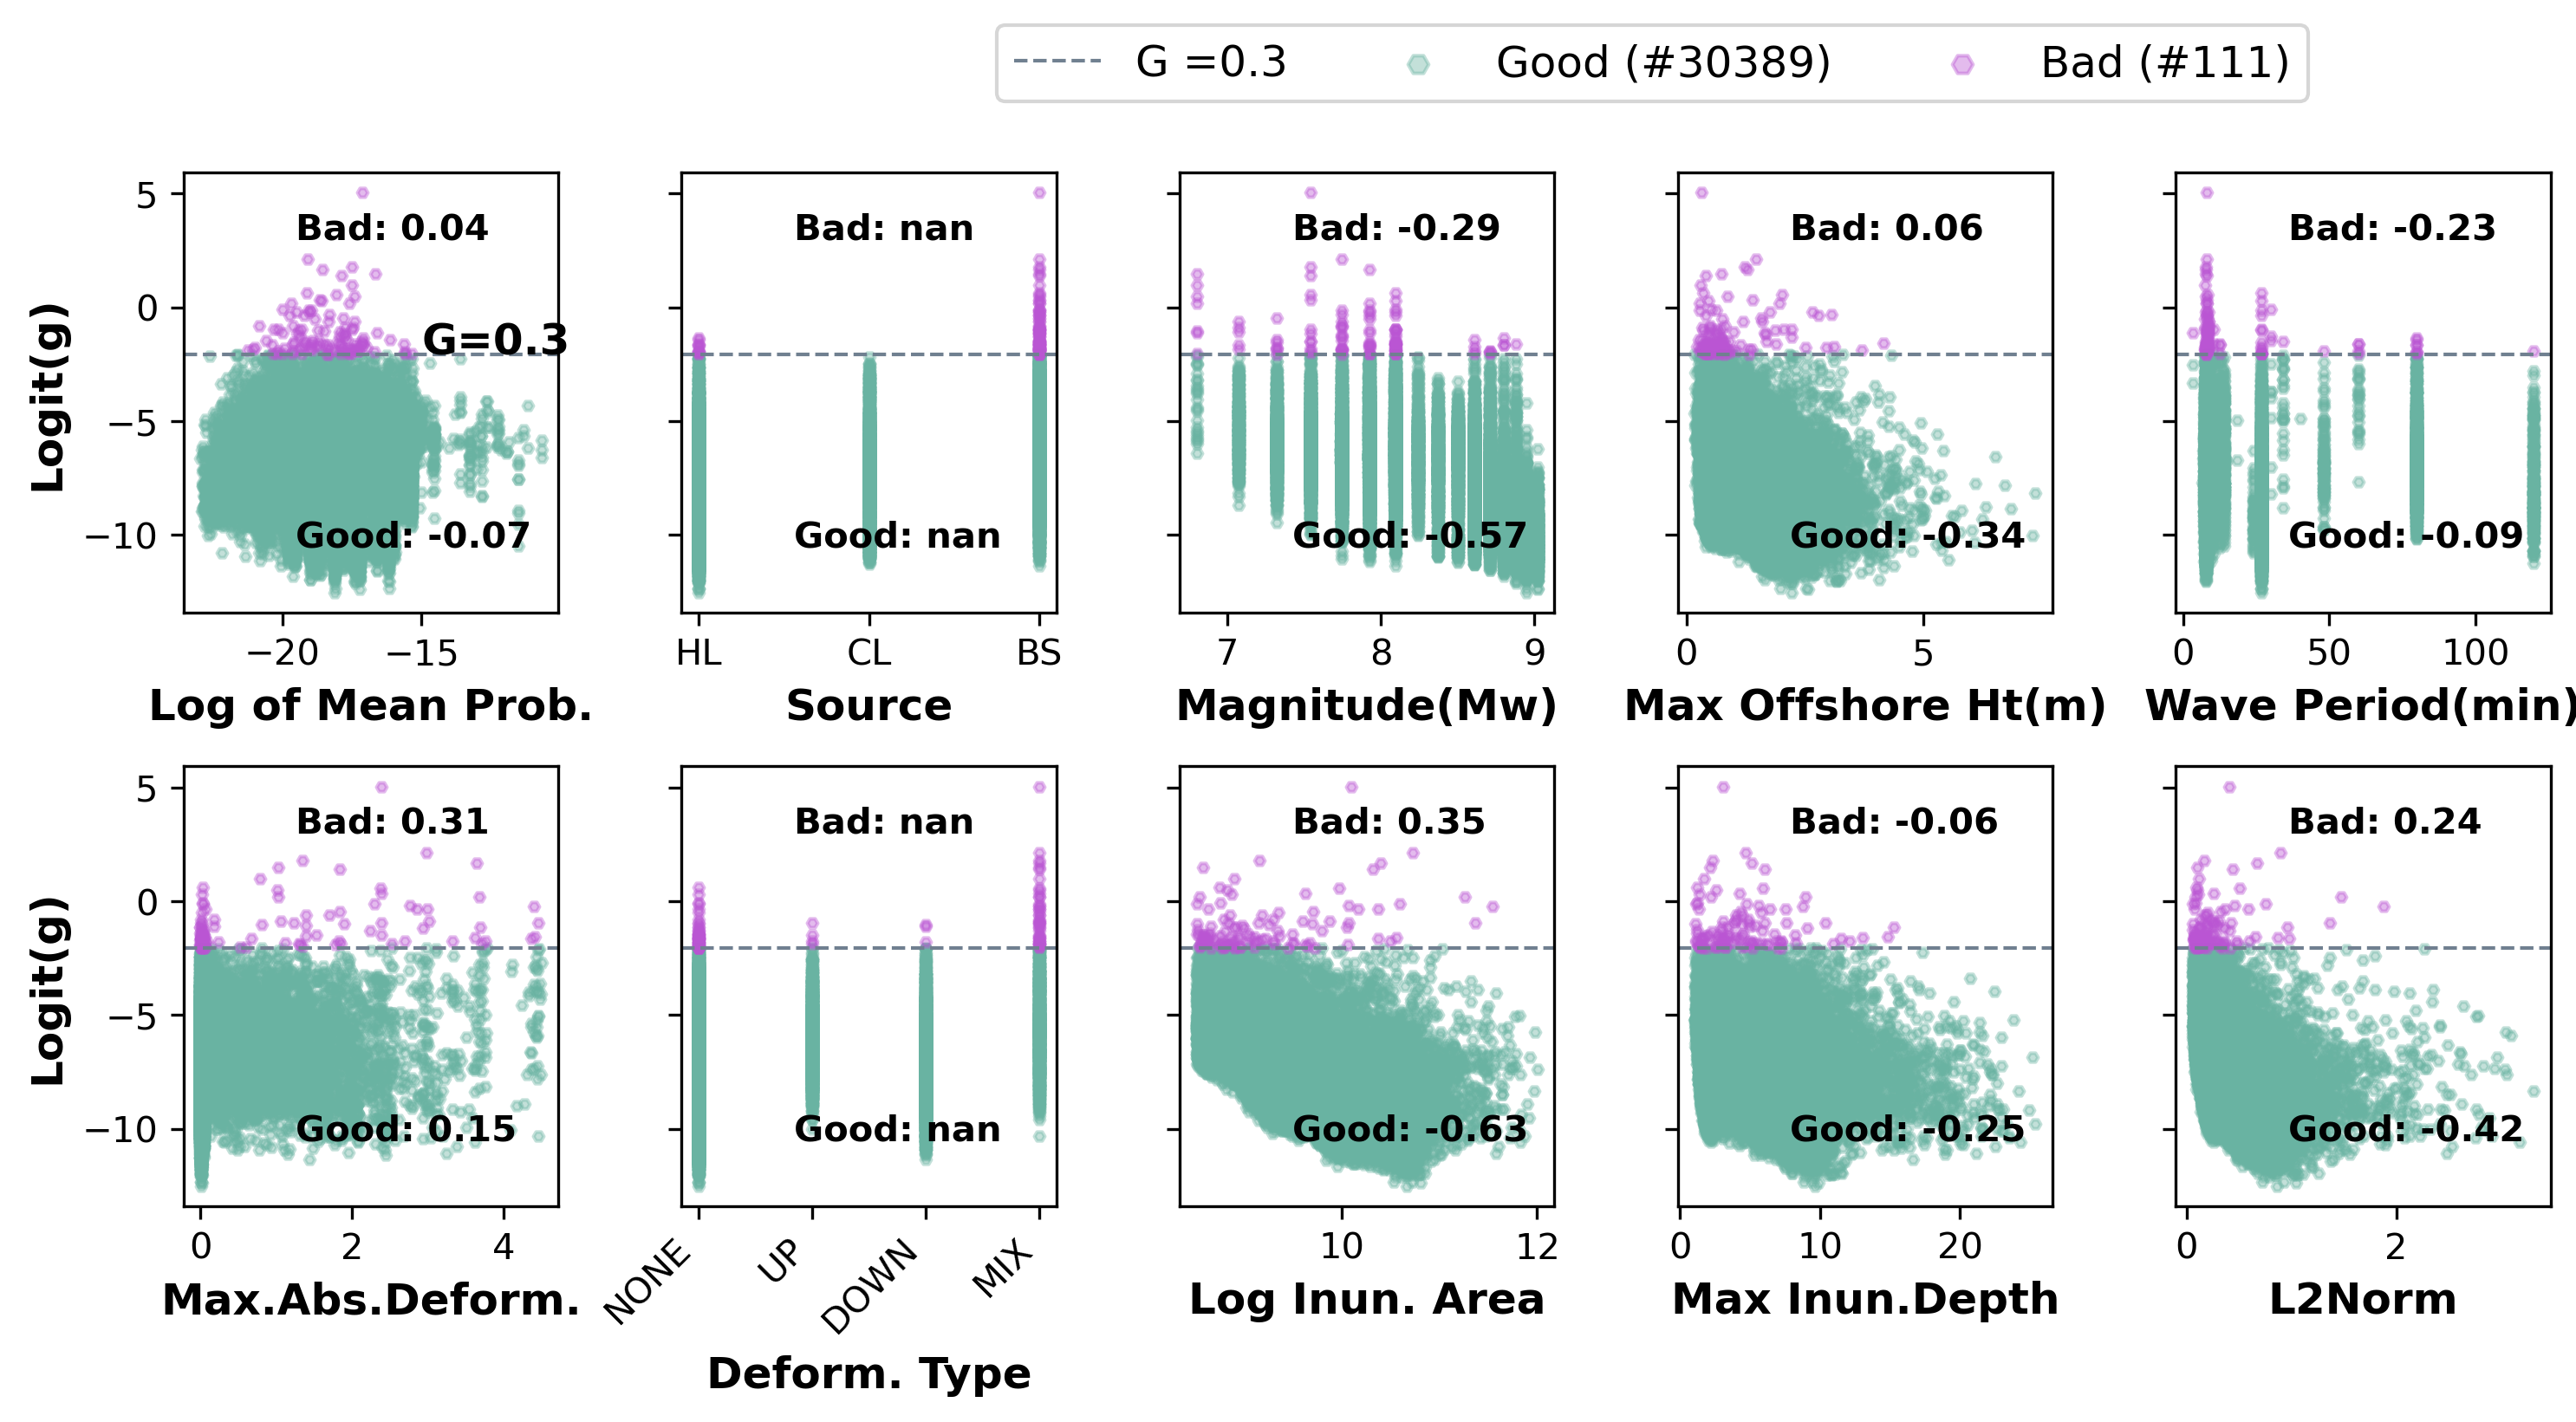 G =0.3 Good (#30389) Bad (#111)
Logit(g)
5
0
−5
−10
Bad: 0.04
G=0.3
Good: -0.07
−20 −15
Log of Mean Prob.
Bad: nan
Good: nan
HL CL BS
Source
Bad: -0.29
Good: -0.57
7 8 9
Magnitude(Mw)
Bad: 0.06
Good: -0.34
0 5
Max Offshore Ht(m)
Bad: -0.23
Good: -0.09
0 50 100
Wave Period(min)
Logit(g)
5
0
−5
−10
Bad: 0.31
Good: 0.15
0 2 4
Max.Abs.Deform.
Bad: nan
Good: nan
NONE UP DOWN MIX
Deform. Type
Bad: 0.35
Good: -0.63
10 12
Log Inun. Area
Bad: -0.06
Good: -0.25
0 10 20
Max Inun.Depth
Bad: 0.24
Good: -0.42
0 2
L2Norm